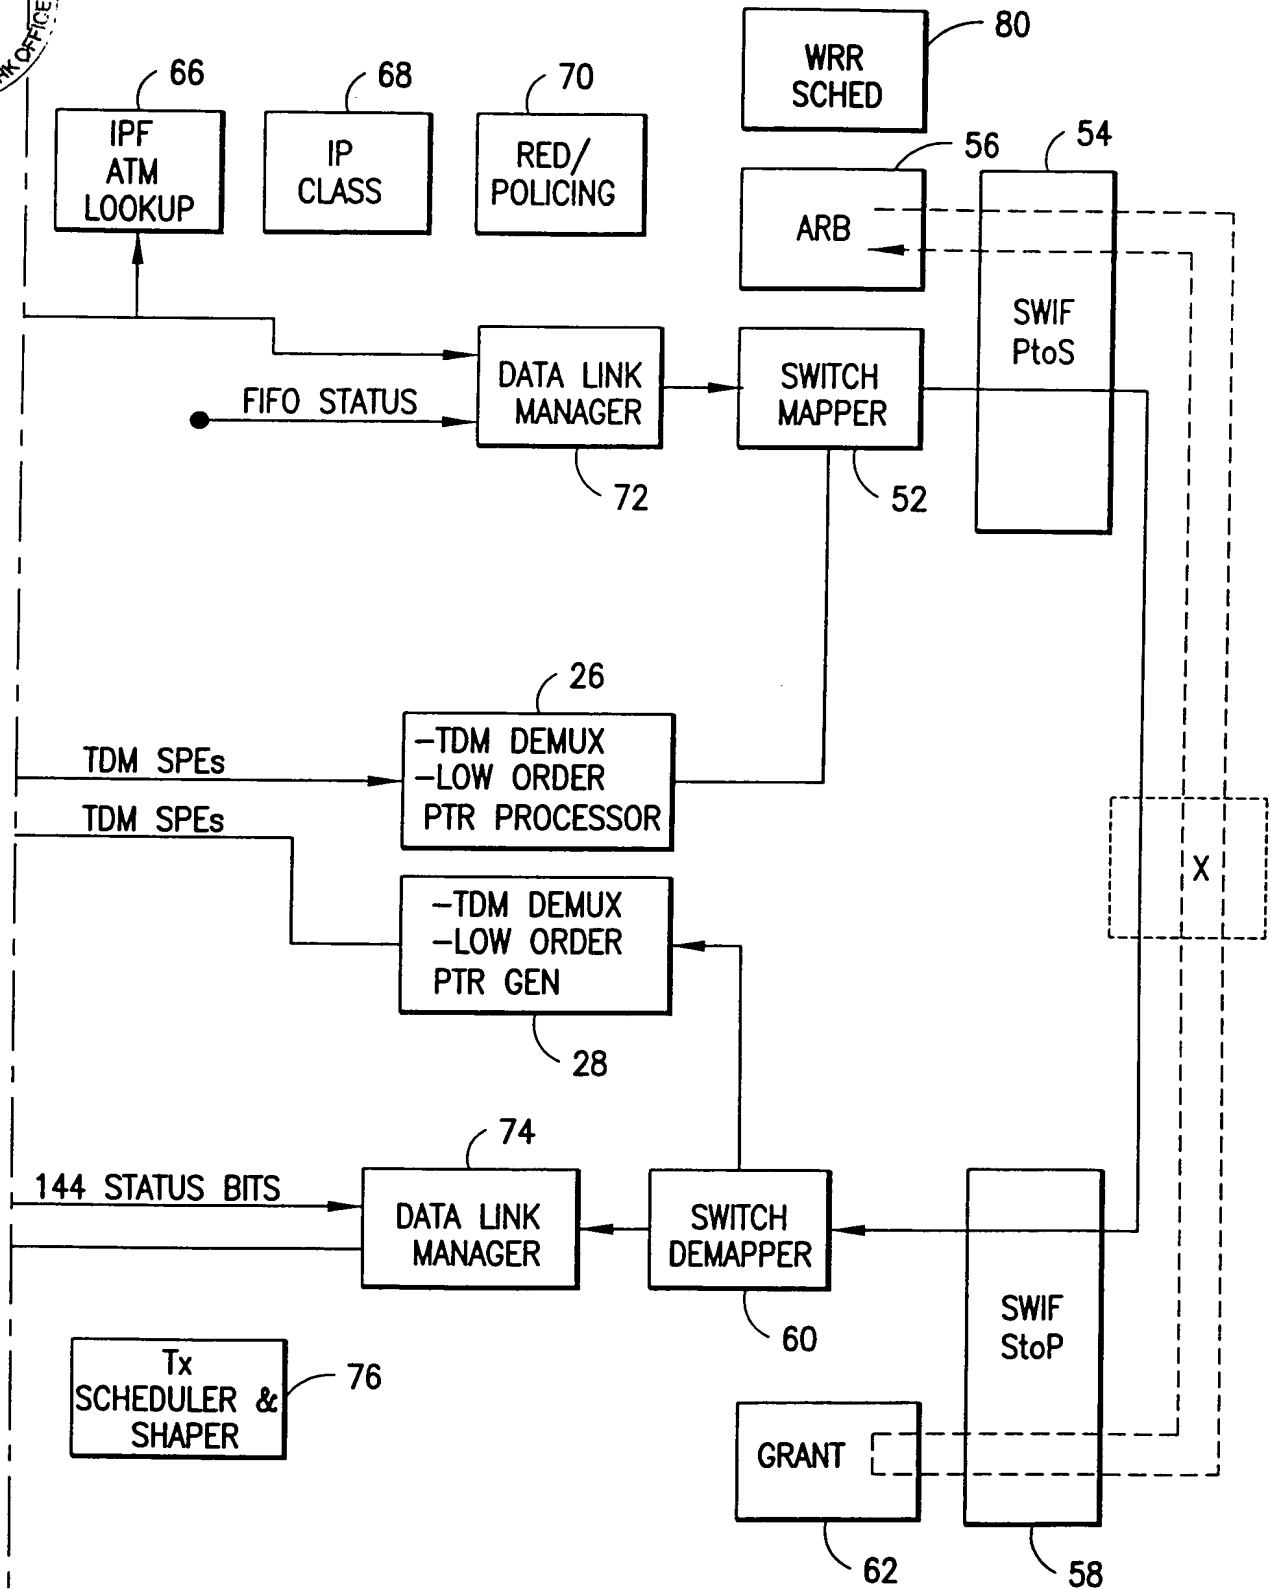 RK OFFICE
80
WRR
SCHED
66
68
70
IPF
ATM
LOOKUP
IP
CLASS
RED/
POLICING
56
54
ARB
SWIF
PtoS
DATA LINK
MANAGER
SWITCH
MAPPER
FIFO STATUS
72
52
26
TDM SPEs
-TDM DEMUX
-LOW ORDER
PTR PROCESSOR
TDM SPEs
-TDM DEMUX
-LOW ORDER
PTR GEN
X
28
74
144 STATUS BITS
DATA LINK
MANAGER
SWITCH
DEMAPPER
60
SWIF
StoP
Tx
SCHEDULER &
SHAPER
76
GRANT
62
58